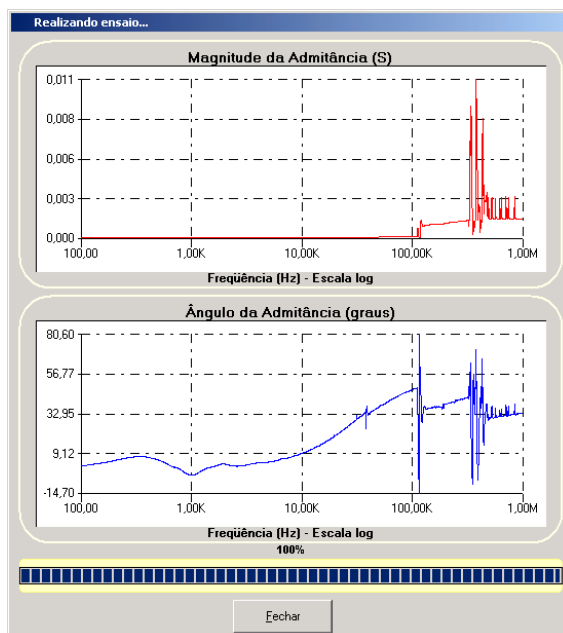 Realizando ensaio...
Magnitude da Admitância (S)
0,011
0,008
0,006
0,003
0,000
100,00 1,00K 10,00K 100,00K 1,00M
Freqüência (Hz) - Escala log
Ângulo da Admitância (graus)
80,60
56,77
32,95
9,12
-14,70
100,00 1,00K 10,00K 100,00K 1,00M
Freqüência (Hz) - Escala log
100%
Fechar